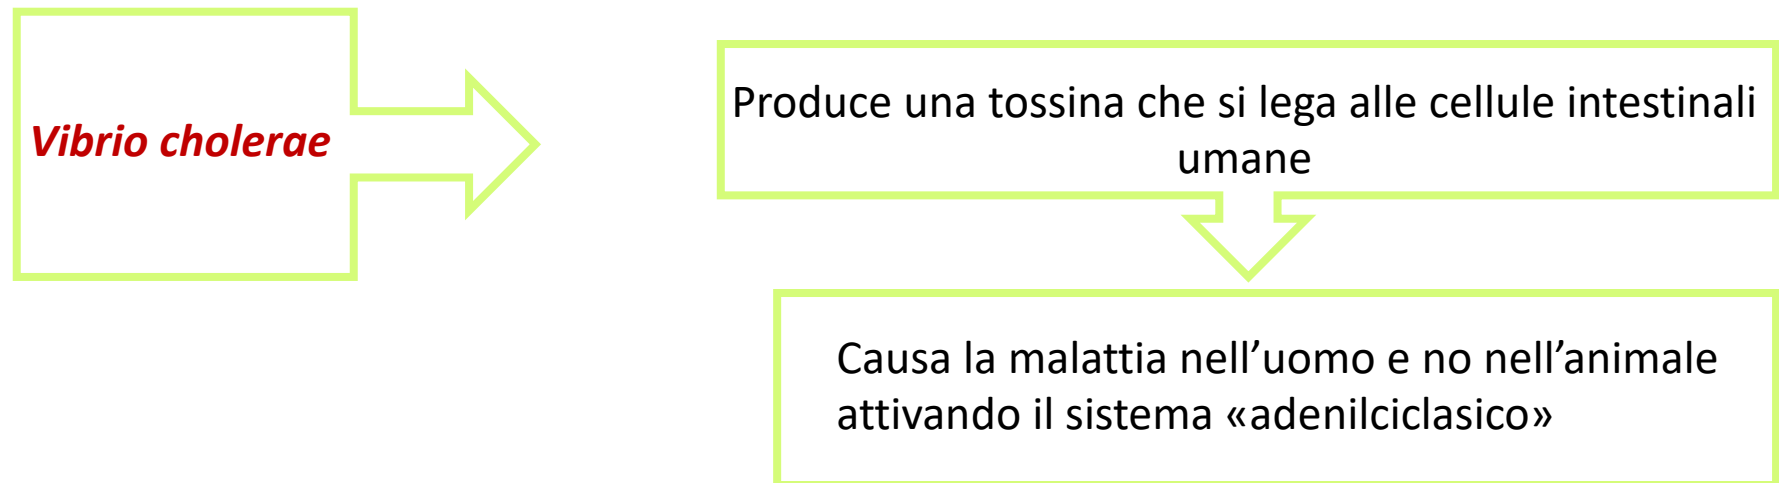 Vibrio cholerae
Produce una tossina che si lega alle cellule intestinali
umane
Causa la malattia nell’uomo e no nell’animale
attivando il sistema «adenilciclasico»